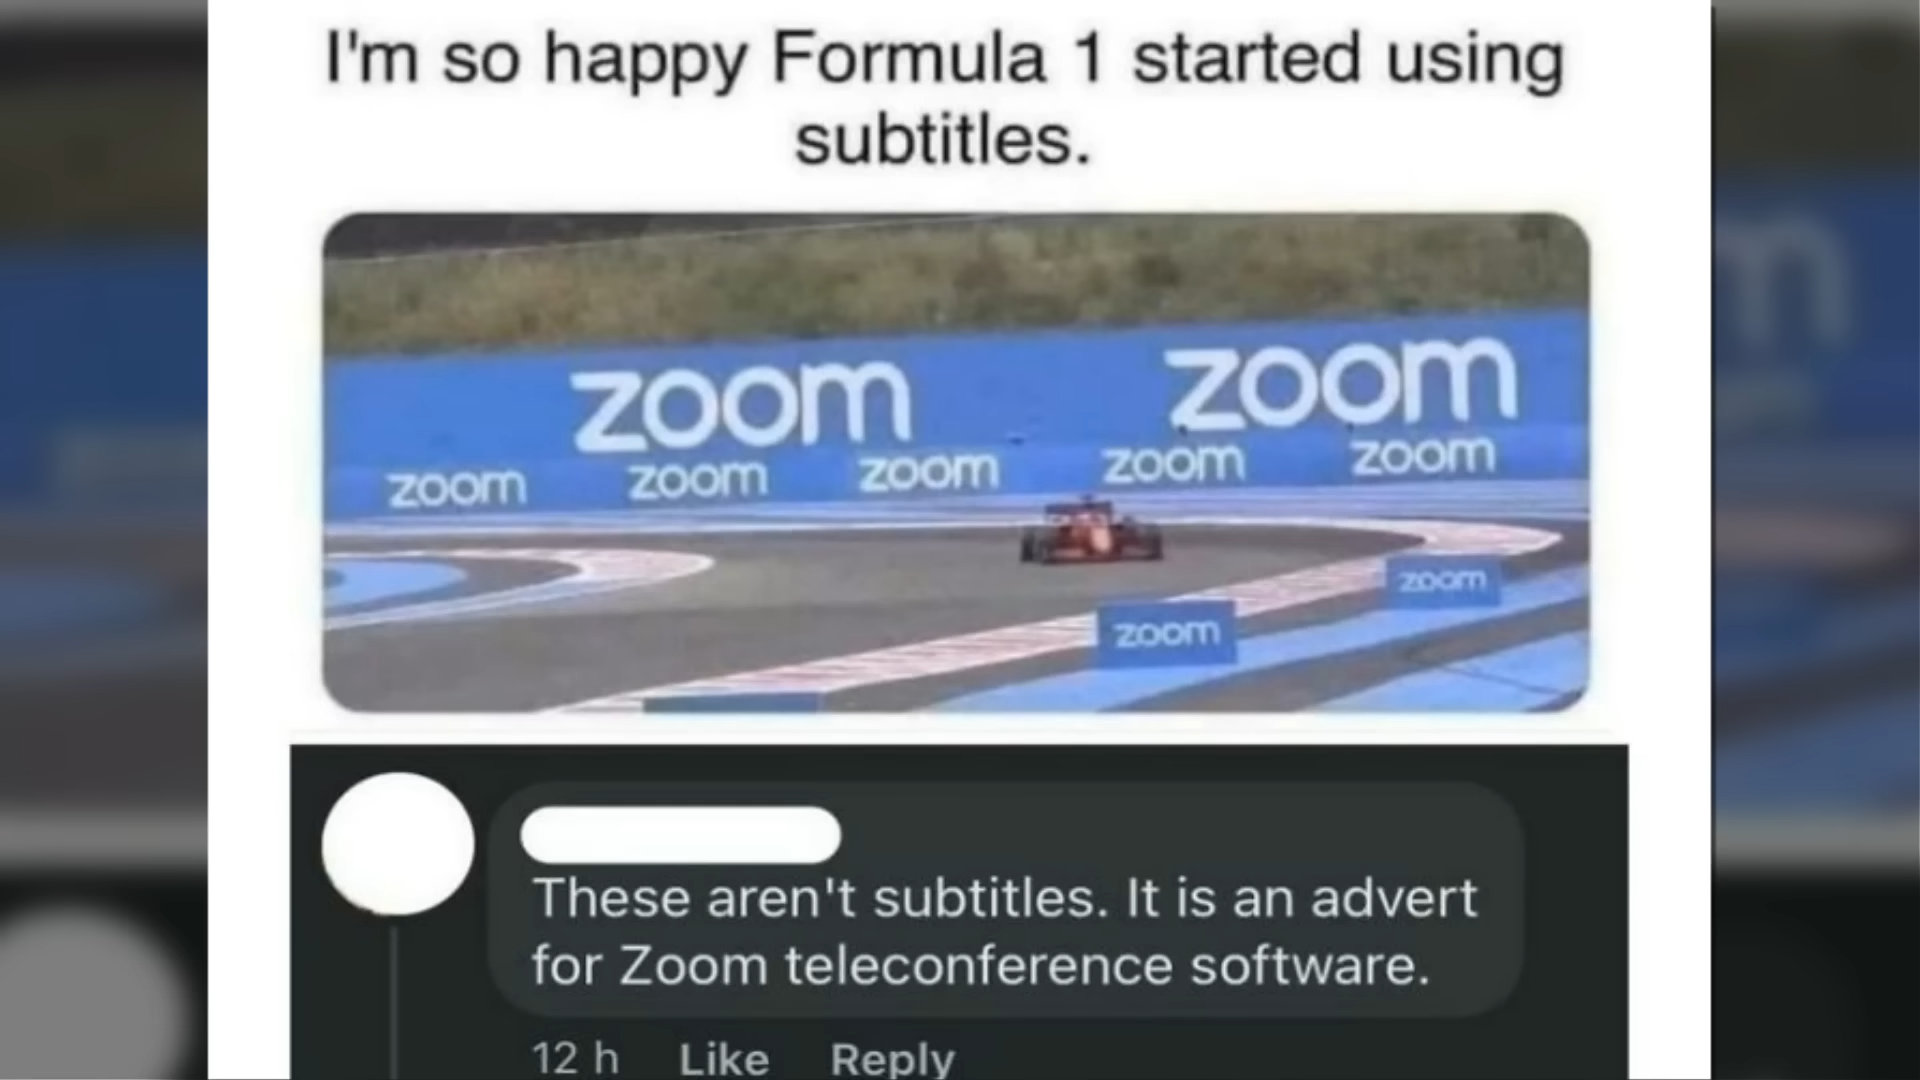 I'm so happy Formula 1 started using
subtitles.
zoom zoom
zoom zoom zoom zoom zoom
zoom
zoom
These aren't subtitles. It is an advert
for Zoom teleconference software.
12 h Like Reply